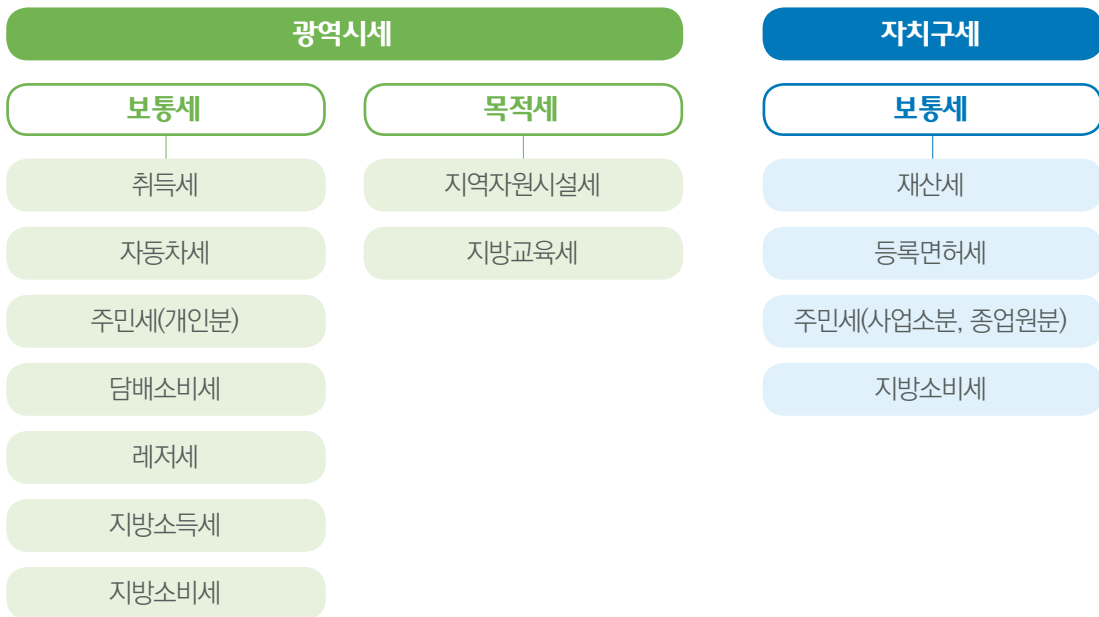 광역시세
보통세
취득세
자동차세
주민세(개인분)
담배소비세
레저세
지방소득세
지방소비세
목적세
지역자원시설세
지방교육세
자치구세
보통세
재산세
등록면허세
주민세(사업소분, 종업원분)
지방소비세